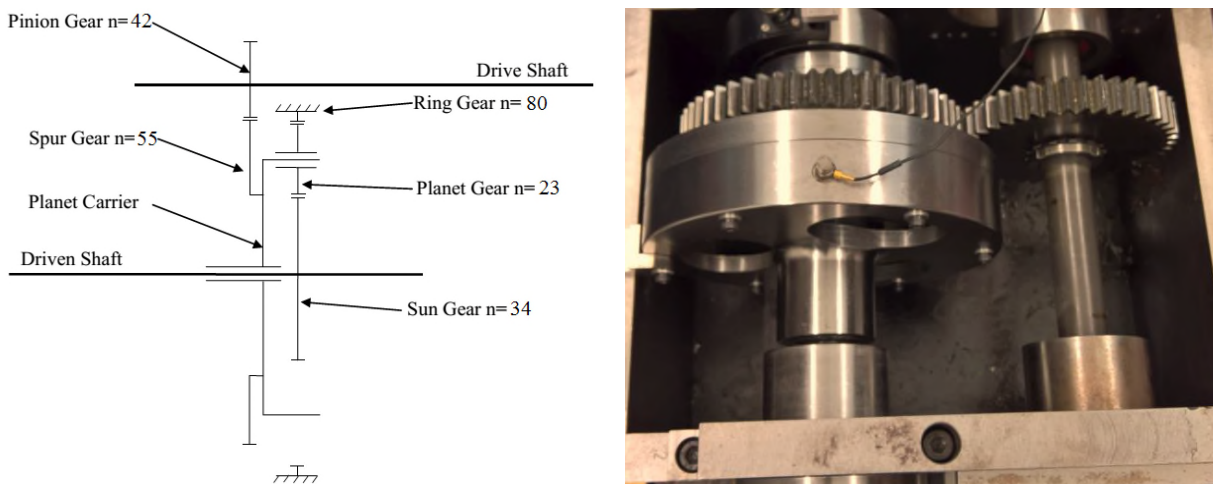 Pinion Gear n=42
Drive Shaft
Ring Gear n= 80
Spur Gear n=55
Planet Gear n=23
Planet Carrier
Driven Shaft
Sun Gear n=34